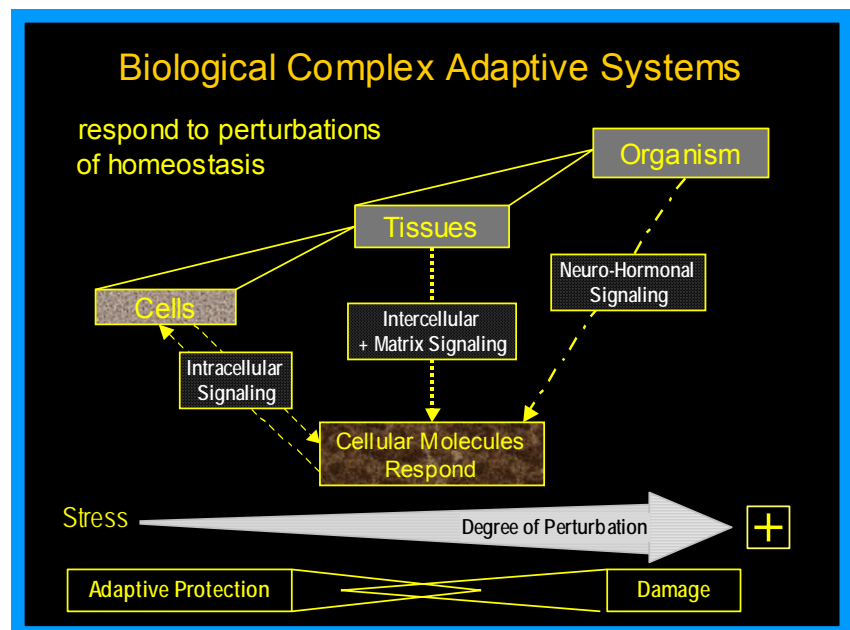 Biological Complex Adaptive Systems
respond to perturbations
of homeostasis
Organism
Tissues
Neuro-Hormonal
Signaling
Cells
Intercellular
+ Matrix Signaling
Intracellular
Signaling
Cellular Molecules
Respond
Stress
Degree of Perturbation
+
Adaptive Protection
Damage